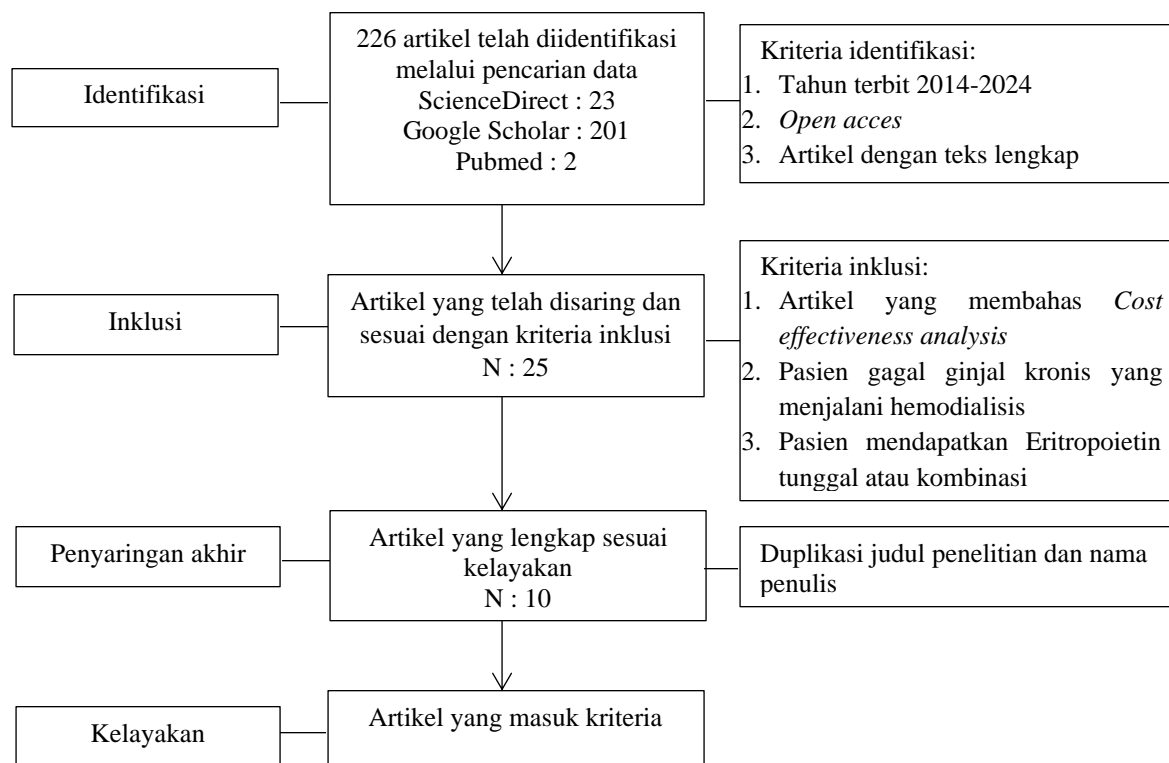 Identifikasi
226 artikel telah diidentifikasi
melalui pencarian data
ScienceDirect : 23
Google Scholar : 201
Pubmed : 2
Kriteria identifikasi:
1. Tahun terbit 2014-2024
2. Open acces
3. Artikel dengan teks lengkap
Inklusi
Artikel yang telah disaring dan
sesuai dengan kriteria inklusi
N : 25
Kriteria inklusi:
1. Artikel yang membahas Cost
effectiveness analysis
2. Pasien gagal ginjal kronis yang
menjalani hemodialisis
3. Pasien mendapatkan Eritropoietin
tunggal atau kombinasi
Penyaringan akhir
Artikel yang lengkap sesuai
kelayakan
N : 10
Duplikasi judul penelitian dan nama
penulis
Kelayakan
Artikel yang masuk kriteria